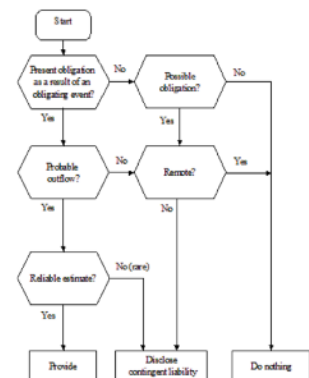 Start
Present obligation
as a result of an
obligating event?
No
Possible
obligation?
No
Yes
Yes
Probable
outflow?
No
Remote?
Yes
Yes
No
Reliable estimate?
No (rare)
Yes
Provide
Disclose
contingent liability
Do nothing